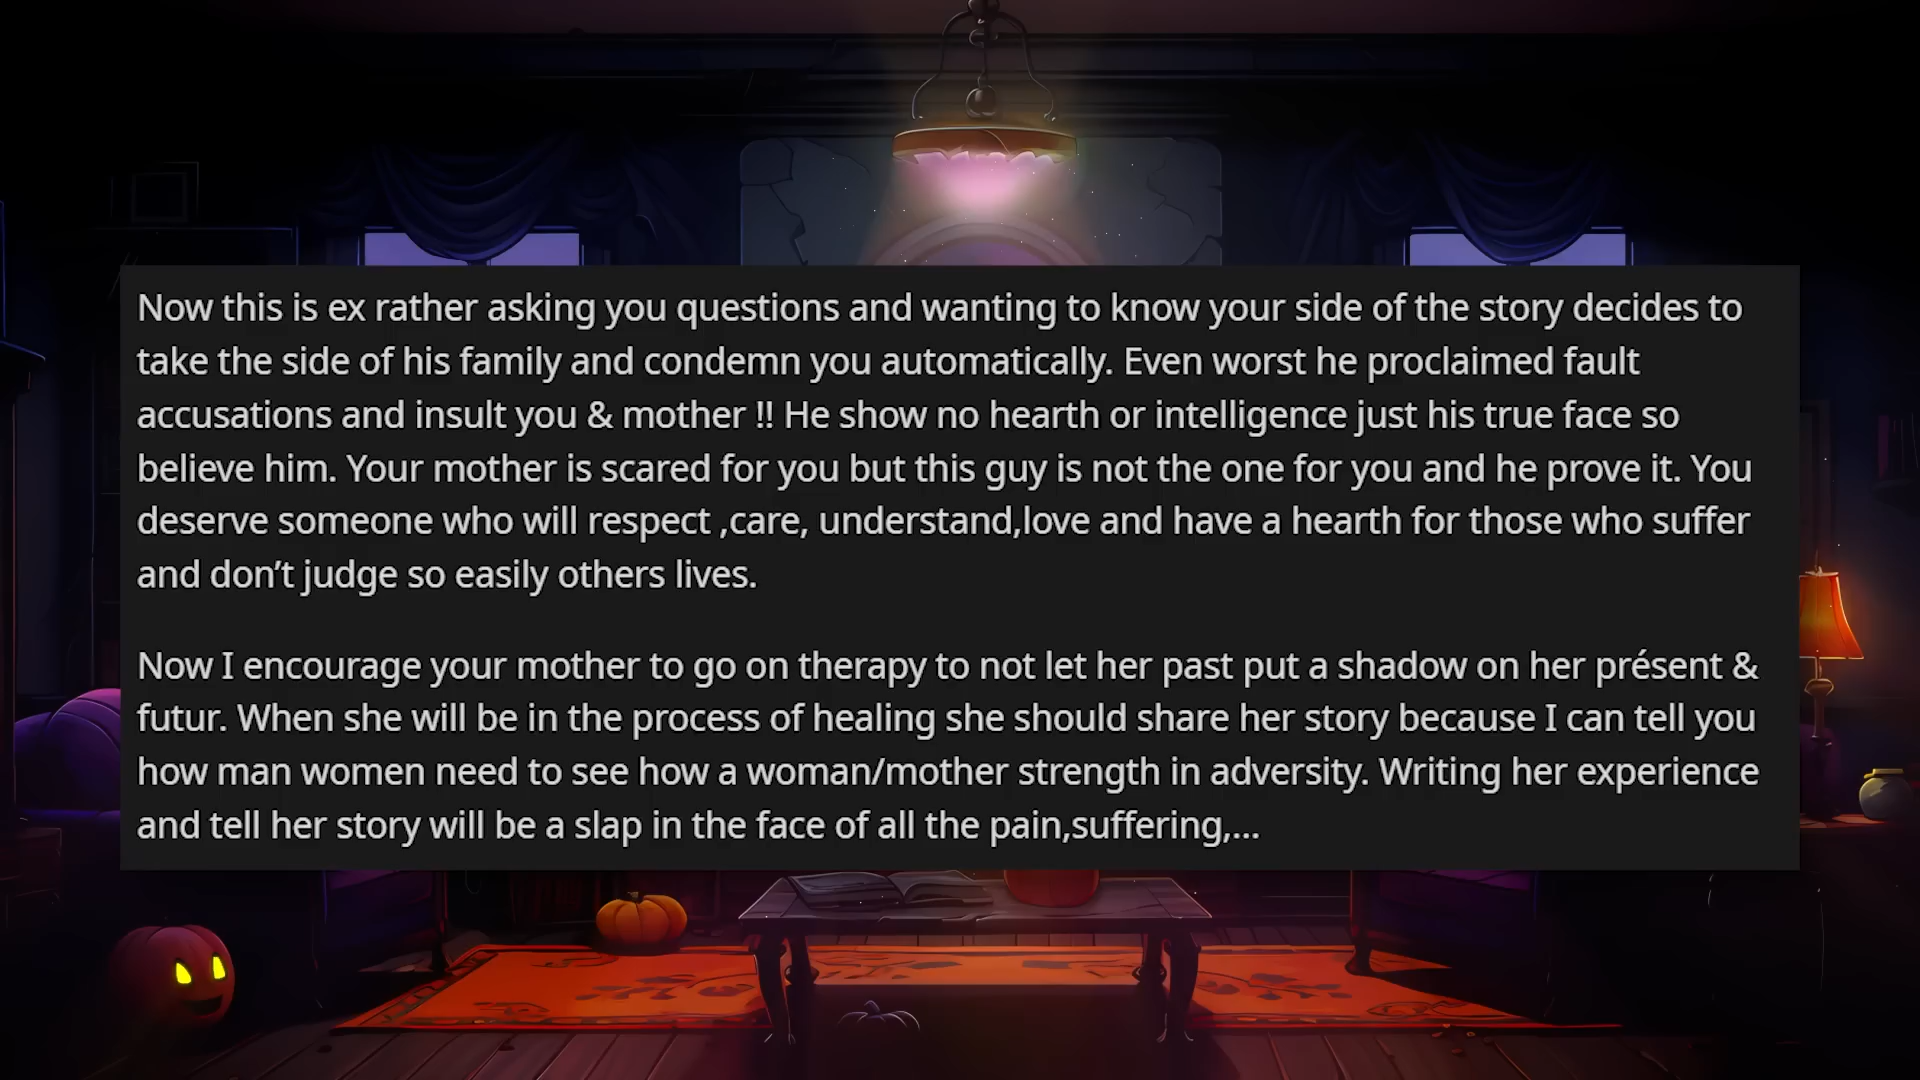 Now this is ex rather asking you questions and wanting to know your side of the story decides to
take the side of his family and condemn you automatically. Even worst he proclaimed fault
accusations and insult you & mother !! He show no hearth or intelligence just his true face so
believe him. Your mother is scared for you but this guy is not the one for you and he prove it. You
deserve someone who will respect ,care, understand,love and have a hearth for those who suffer
and don’t judge so easily others lives.
Now I encourage your mother to go on therapy to not let her past put a shadow on her présent &
futur. When she will be in the process of healing she should share her story because I can tell you
how man women need to see how a woman/mother strength in adversity. Writing her experience
and tell her story will be a slap in the face of all the pain,suffering,...